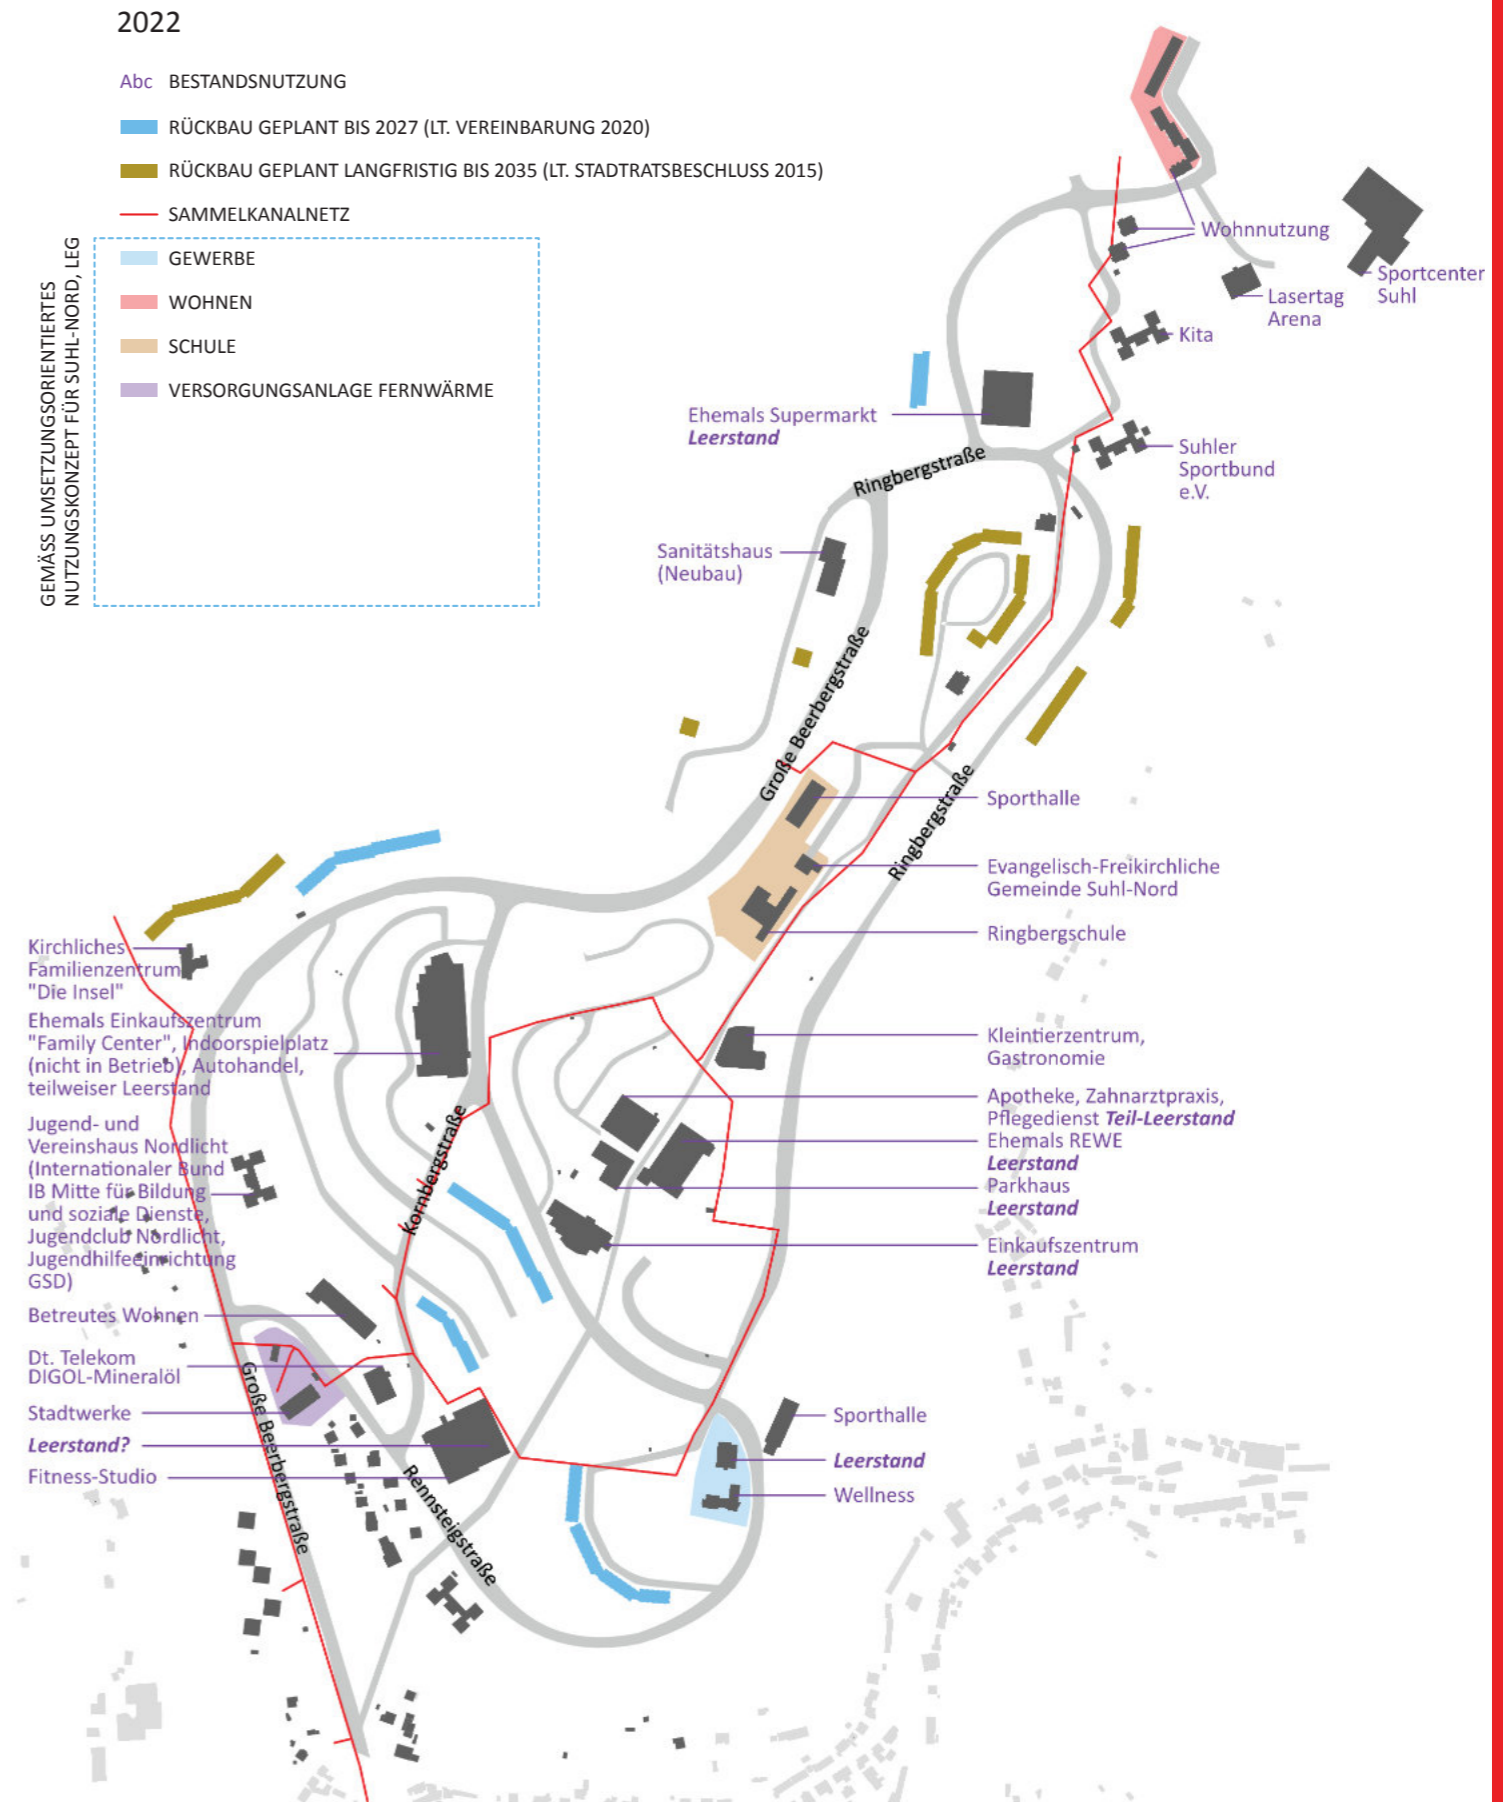 2022
Abc BESTANDSNUTZUNG
RÜCKBAU GEPLANT BIS 2027 (LT. VEREINBARUNG 2020)
RÜCKBAU GEPLANT LANGFRISTIG BIS 2035 (LT. STADTRATSBESCHLUSS 2015)
SAMMELKANALNETZ
GEMÄSS UMSETZUNGSORIENTIERTES
NUTZUNGSKONZEPT FÜR SUHL-NORD, LEG
GEWERBE
WOHNEN
SCHULE
VERSORGUNGSANLAGE FERNWÄRME
Wohnnutzung
Sportcenter
Suhl
Lasertag
Arena
Kita
Ehemals Supermarkt
Leerstand
Suhler
Sportbund
e.V.
Ringbergstraße
Sanitätshaus
(Neubau)
Große Beerbergstraße
Ringbergstraße
Sporthalle
Evangelisch-Freikirchliche
Gemeinde Suhl-Nord
Ringbergschule
Kirchliches
Familienzentrum
"Die Insel"
Ehemals Einkaufszentrum
"Family Center", Indoorspielplatz
(nicht in Betrieb), Autohandel,
teilweiser Leerstand
Kleintierzentrum,
Gastronomie
Apotheke, Zahnarztpraxis,
Pflegedienst Teil-Leerstand
Ehemals REWE
Leerstand
Parkhaus
Leerstand
Einkaufszentrum
Leerstand
Jugend- und
Vereinshaus Nordlicht
(Internationaler Bund
IB Mitte für Bildung
und soziale Dienste,
Jugendclub Nordlicht,
Jugendhilfeeinrichtung
GSD)
Kornbergstraße
Betreutes Wohnen
Dt. Telekom
DIGOL-Mineralöl
Stadtwerke
Leerstand?
Fitness-Studio
Große Beerbergstraße
Rennsteigstraße
Sporthalle
Leerstand
Wellness